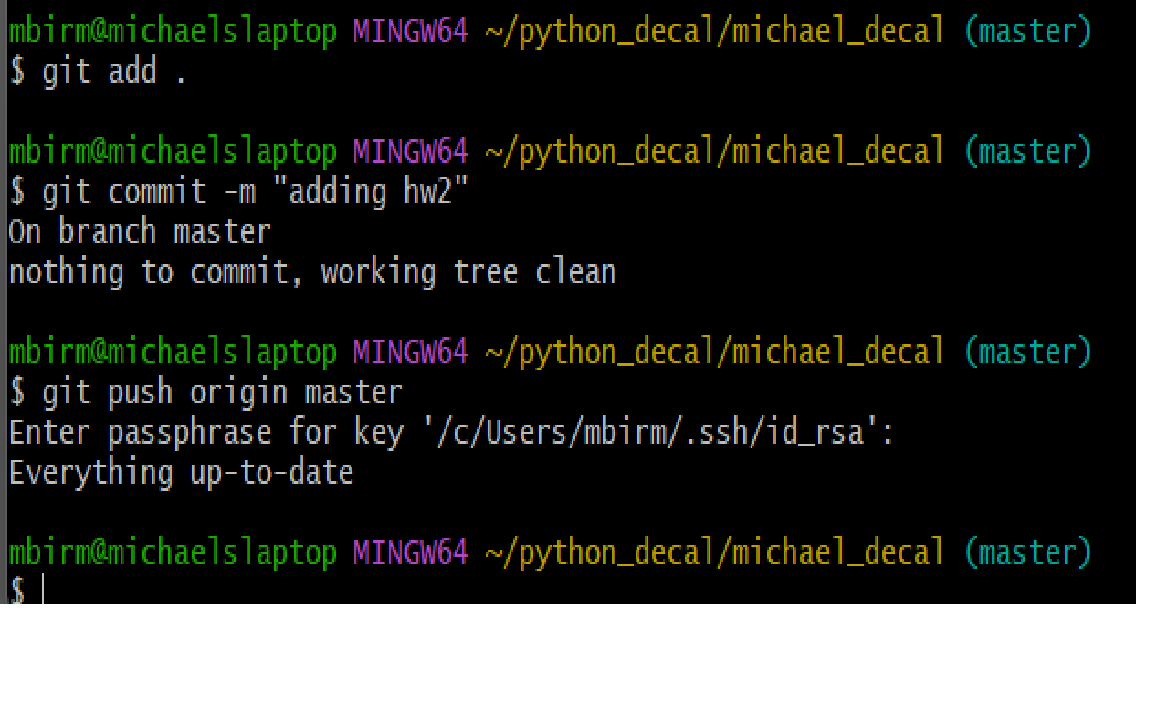 mbirm@michaelslaptop MINGW64 ~/python_decal/michael_decal (master)
$ git add .
mbirm@michaelslaptop MINGW64 ~/python_decal/michael_decal (master)
$ git commit -m "adding hw2"
On branch master
nothing to commit, working tree clean
mbirm@michaelslaptop MINGW64 ~/python_decal/michael_decal (master)
$ git push origin master
Enter passphrase for key '/c/Users/mbirm/.ssh/id_rsa':
Everything up-to-date
mbirm@michaelslaptop MINGW64 ~/python_decal/michael_decal (master)
$